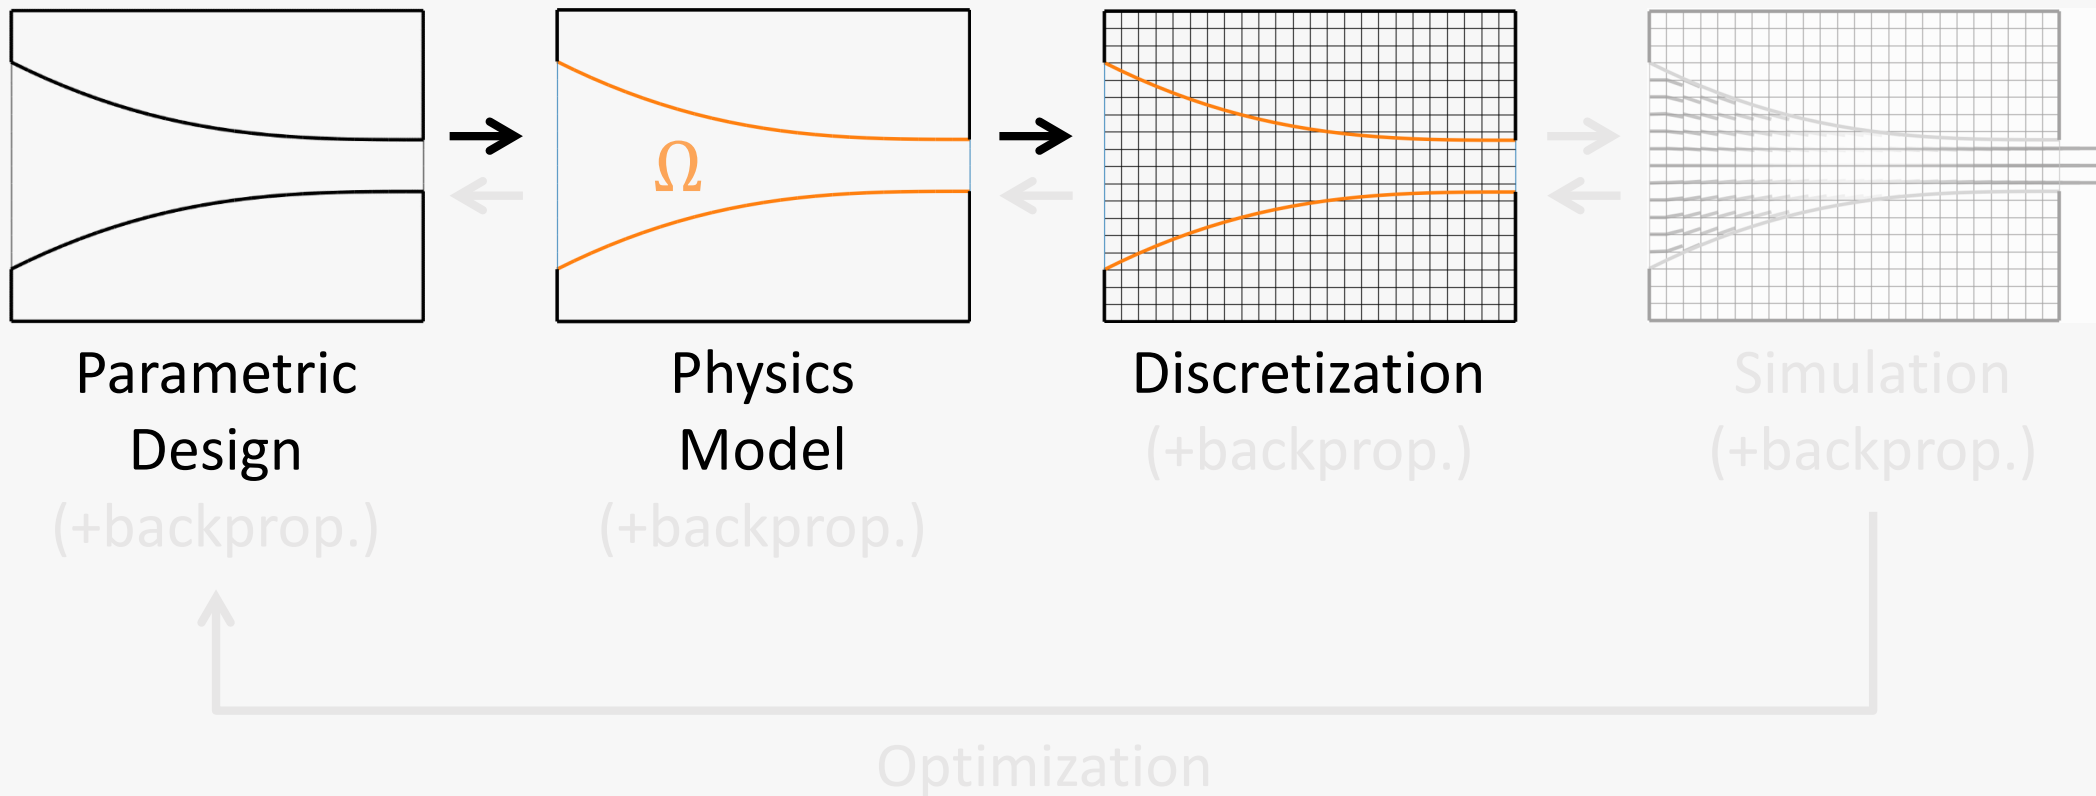 Ω
Parametric
Design
(+backprop.)
Physics
Model
(+backprop.)
Discretization
(+backprop.)
Simulation
(+backprop.)
Optimization